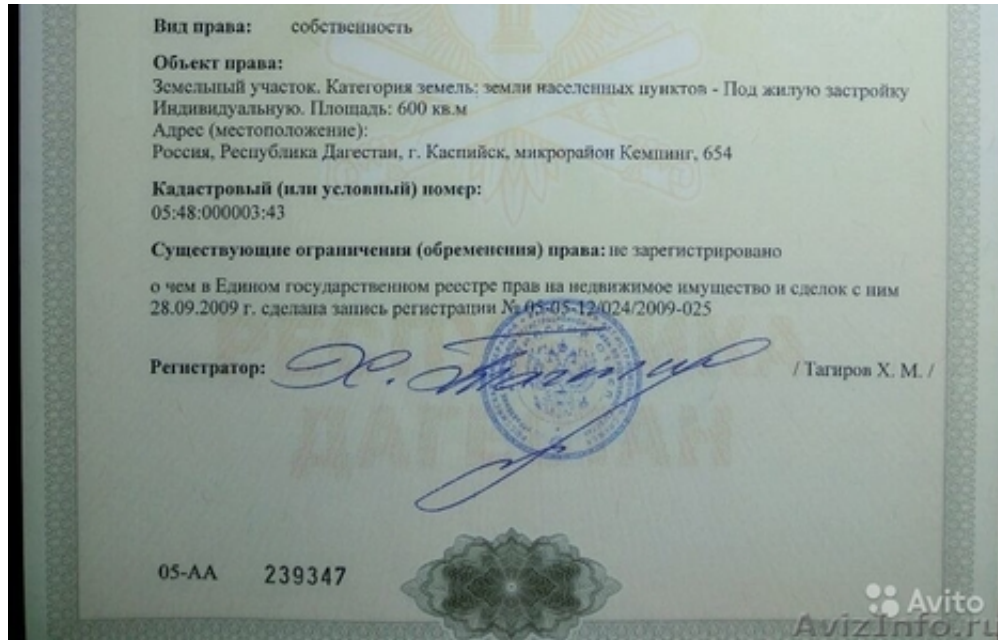 Вид права: собственность
Объект права:
Земельный участок. Категория земель: земли населенных пунктов - Под жилую застройку
Индивидуальную. Площадь: 600 кв.м
Адрес (местоположение):
Россия, Республика Дагестан, г. Каспийск, микрорайон Кемпинг, 654
Кадастровый (или условный) номер:
05:48:000003:43
Существующие ограничения (обременения) права: не зарегистрировано
о чем в Едином государственном реестре прав на недвижимое имущество и сделок с ним
28.09.2009 г. сделана запись регистрации № 05-05-12/024/2009-025
Регистратор: / Тагиров Х. М. /
05-АА 239347
Avito
AvizInfo.ru